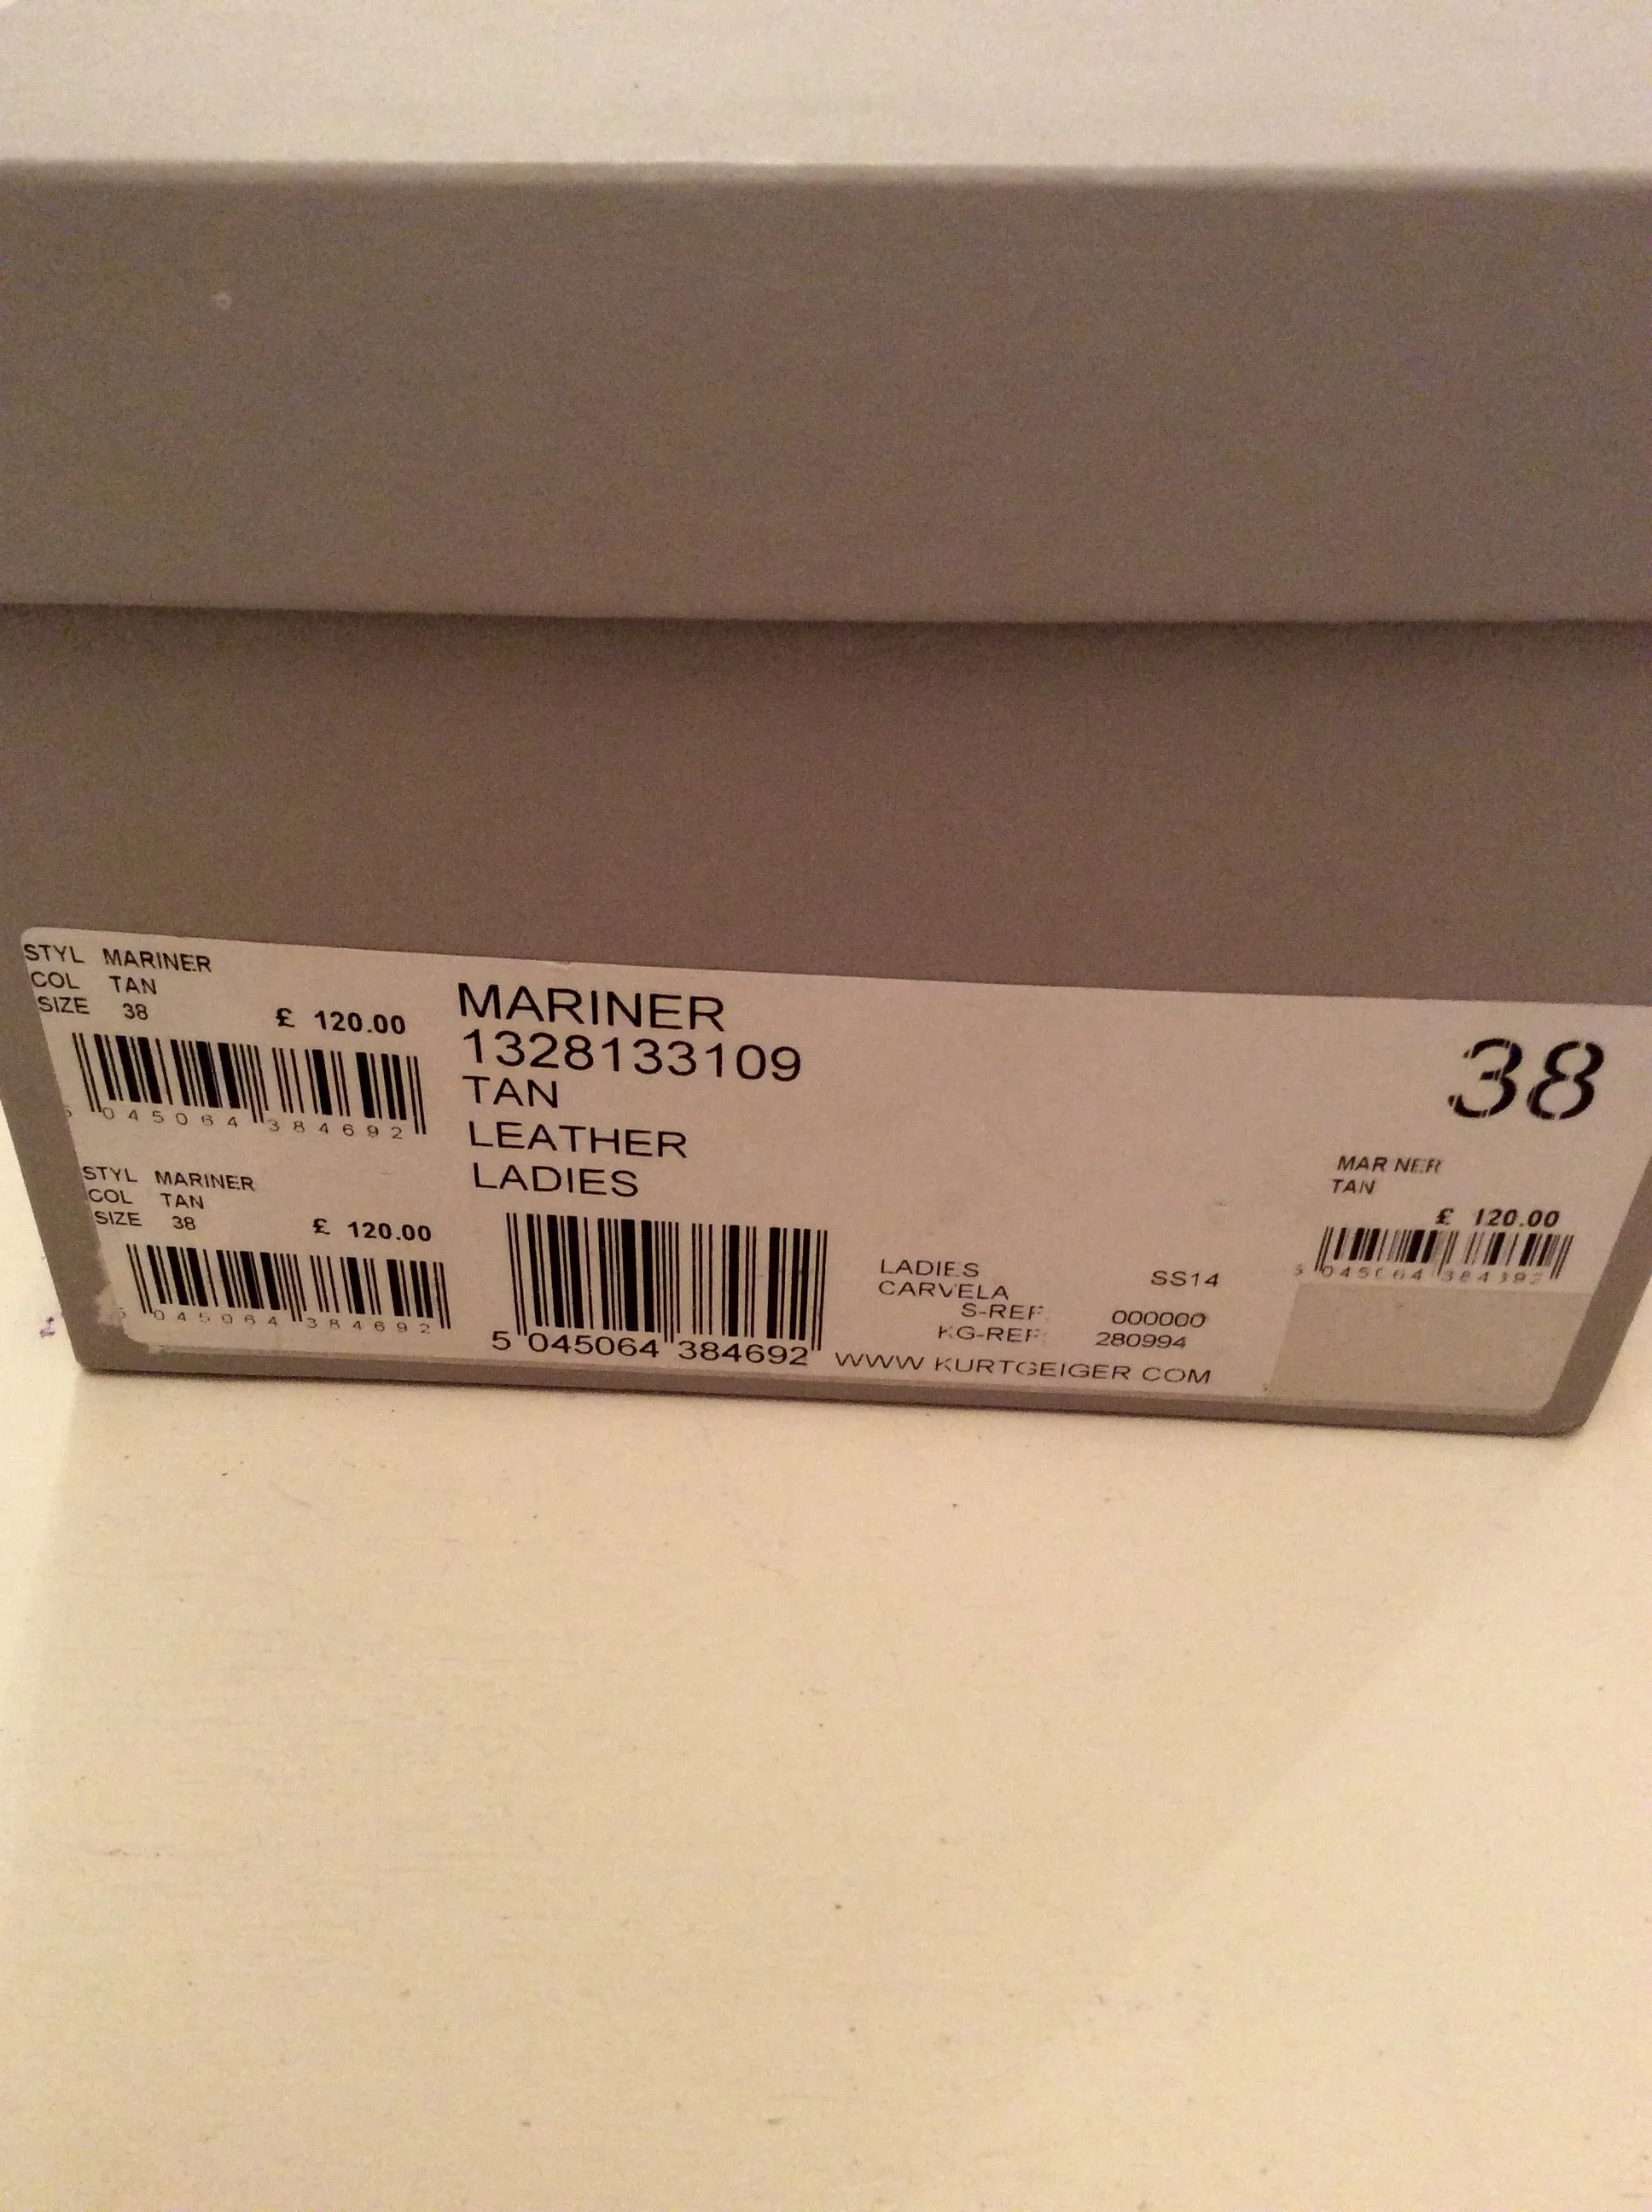 STYL MARINER
COL TAN
SIZE 38
£ 120.00
5 045064 384692
STYL MARINER
COL TAN
SIZE 38
£ 120.00
5 045064 384692
MARINER
1328133109
TAN
LEATHER
LADIES
5 045064 384692
LADIES SS14
CARVELA
S-REF 000000
KG-REF 280994
WWW KURTGEIGER COM
38
MARINER
TAN
£ 120.00